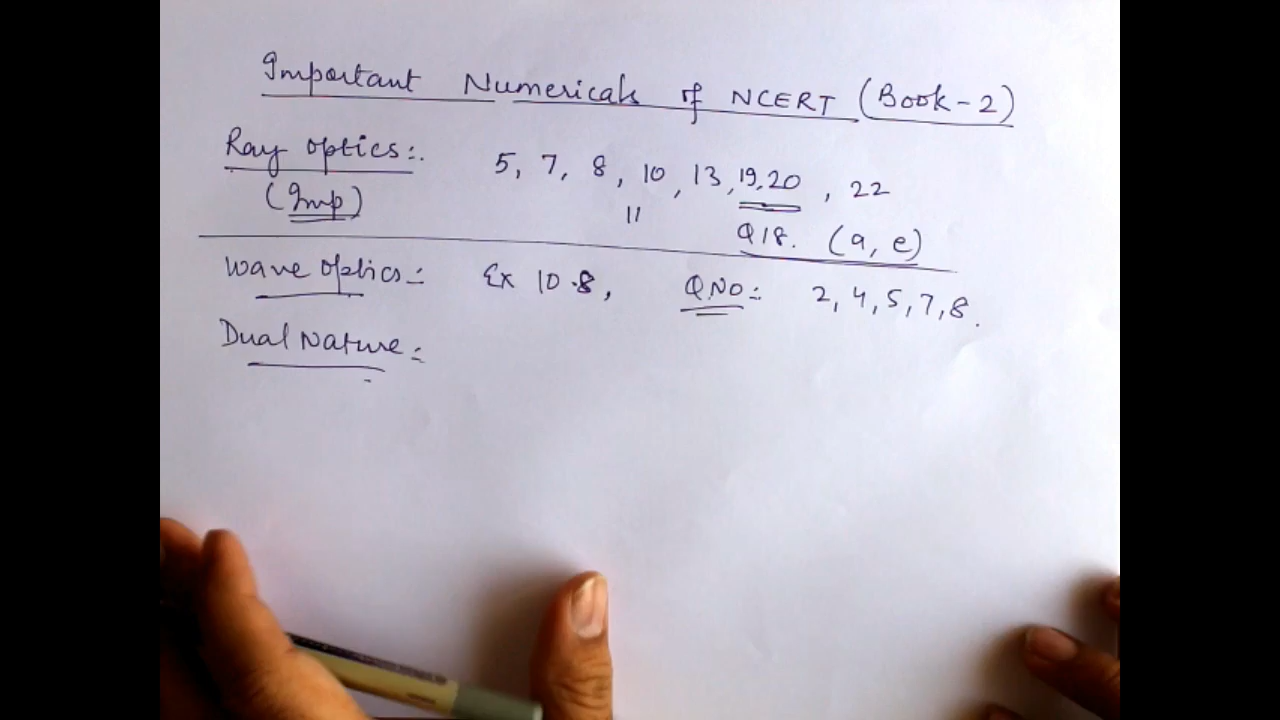 Important Numericals of NCERT (Book-2)
Ray optics:. 5, 7, 8, 10, 13, 19, 20, 22
(Imp) 11
Q18. (a, e)
Wave optics:- Ex 10.8, Q.NO:- 2, 4, 5, 7, 8.
Dual Nature:-